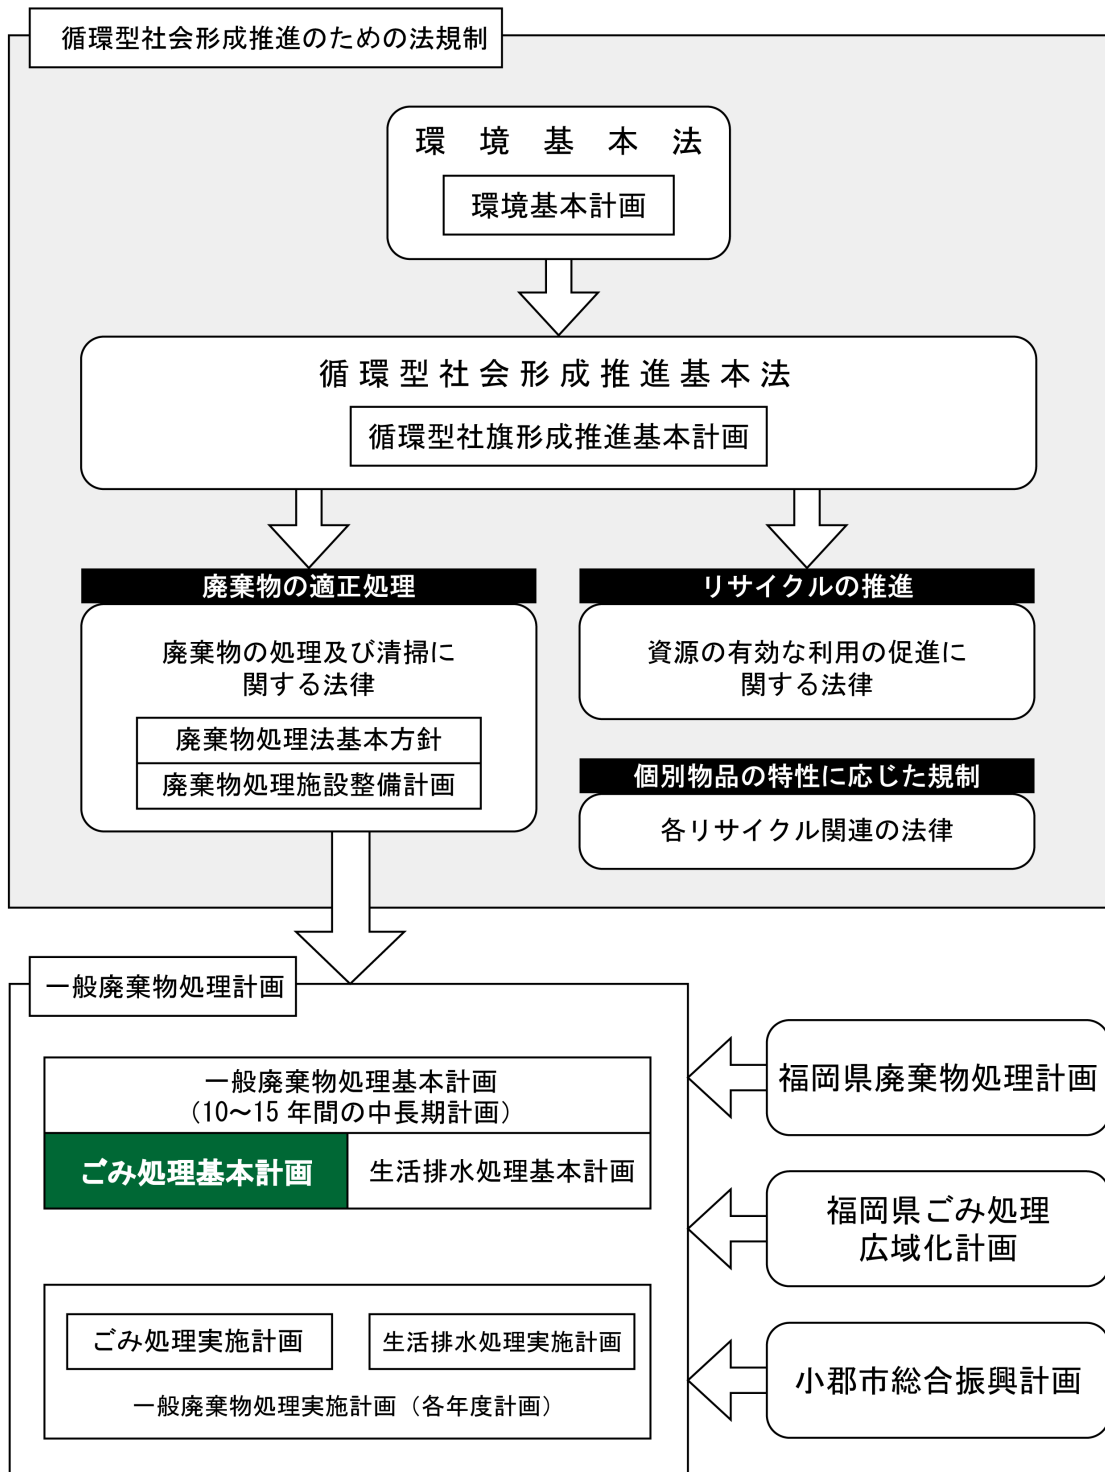 循環型社会形成推進のための法規制
環境基本法
環境基本計画
循環型社会形成推進基本法
循環型社旗形成推進基本計画
廃棄物の適正処理
廃棄物の処理及び清掃に
関する法律
廃棄物処理法基本方針
廃棄物処理施設整備計画
リサイクルの推進
資源の有効な利用の促進に
関する法律
個別物品の特性に応じた規制
各リサイクル関連の法律
一般廃棄物処理計画
一般廃棄物処理基本計画
（10～15年間の中長期計画）
ごみ処理基本計画
生活排水処理基本計画
ごみ処理実施計画
生活排水処理実施計画
一般廃棄物処理実施計画（各年度計画）
福岡県廃棄物処理計画
福岡県ごみ処理
広域化計画
小郡市総合振興計画